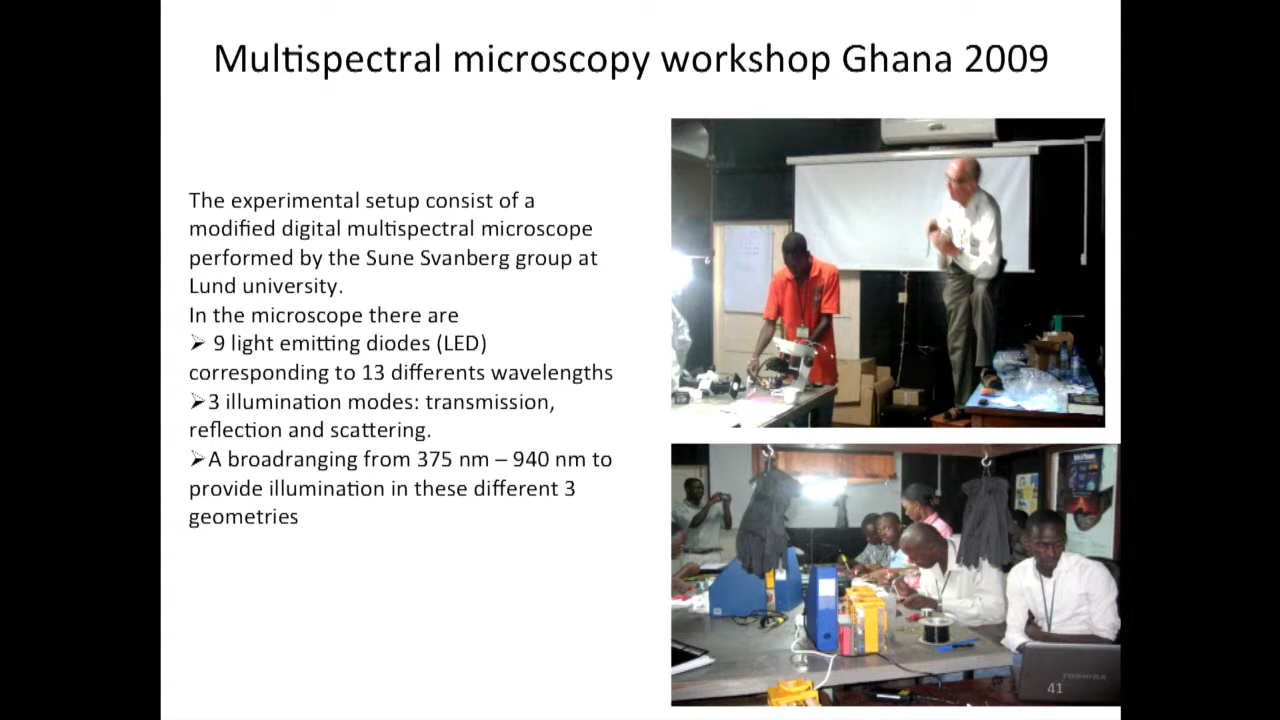 Multispectral microscopy workshop Ghana 2009
The experimental setup consist of a
modified digital multispectral microscope
performed by the Sune Svanberg group at
Lund university.
In the microscope there are
➢ 9 light emitting diodes (LED)
corresponding to 13 differents wavelengths
➢3 illumination modes: transmission,
reflection and scattering.
➢A broadranging from 375 nm – 940 nm to
provide illumination in these different 3
geometries
TOSHIBA
41